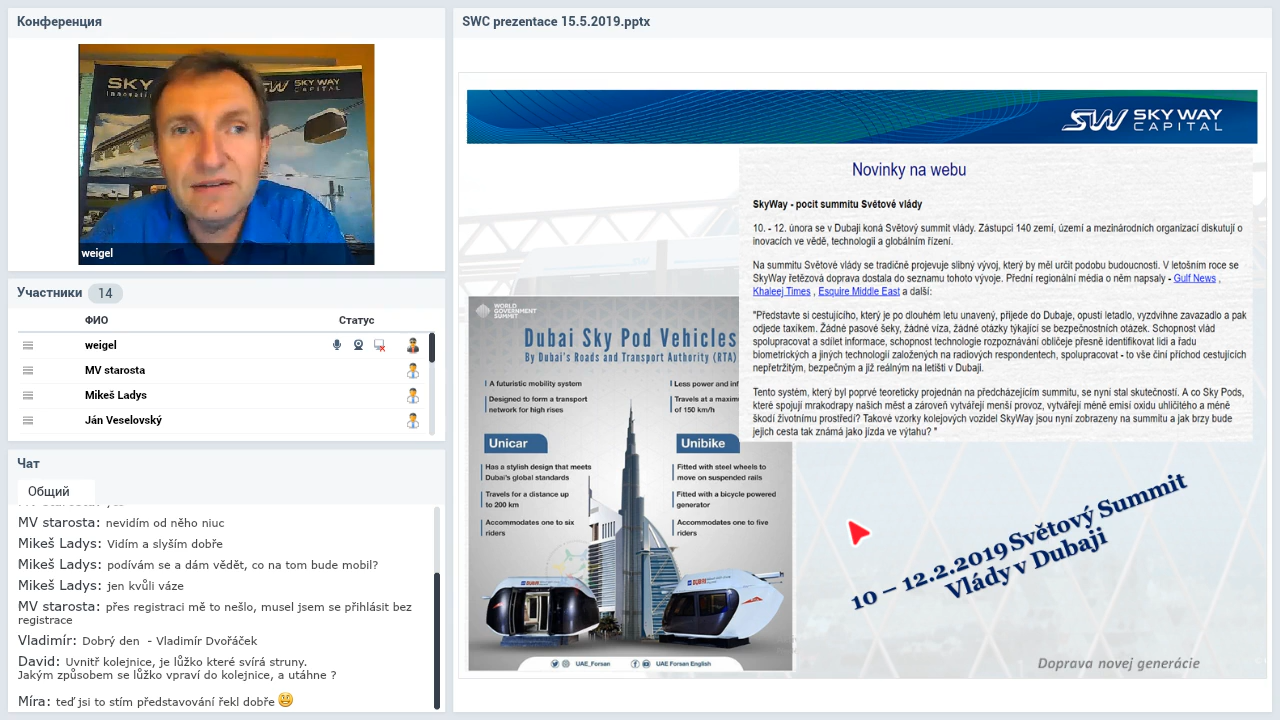 Конференция
SKY
SW SKY WAY
CAPITAL
weigel
Участники 14
ФИО Статус
weigel
MV starosta
Mikeš Ladys
Ján Veselovský
Чат
Общий
MV starosta: nevidím od něho niuc
Mikeš Ladys: Vidím a slyším dobře
Mikeš Ladys: podívám se a dám vědět, co na tom bude mobil?
Mikeš Ladys: jen kvůli váze
MV starosta: přes registraci mě to nešlo, musel jsem se přihlásit bez
registrace
Vladimír: Dobrý den - Vladimír Dvořáček
David: Uvnitř kolejnice, je lůžko které svírá struny.
Jakým způsobem se lůžko vpraví do kolejnice, a utáhne ?
Míra: teď jsi to stím představování řekl dobře
SWC prezentace 15.5.2019.pptx
SW SKY WAY
CAPITAL
Novinky na webu
SkyWay - pocit summitu Světové vlády
10. - 12. února se v Dubaji koná Světový summit vlády. Zástupci 140 zemí, území a mezinárodních organizací diskutují o
inovacích ve vědě, technologii a globálním řízení.
Na summitu Světové vlády se tradičně projevuje slibný vývoj, který by měl určit podobu budoucnosti. V letošním roce se
SkyWay řetězová doprava dostala do seznamu tohoto vývoje. Přední regionální média o něm napsaly - Gulf News ,
Khaleej Times , Esquire Middle East a další:
"Představte si cestujícího, který je po dlouhém letu unavený, přijede do Dubaje, opustí letadlo, vyzdvihne zavazadlo a pak
odjede taxikem. Žádné pasové šeky, žádné víza, žádné otázky týkající se bezpečnostních otázek. Schopnost vlád
spolupracovat a sdílet informace, schopnost technologie rozpoznávání obličeje přesně identifikovat lidi a řadu
biometrických a jiných technologií založených na radiových respondentech, spolupracovat - to vše činí příchod cestujících
nepřetržitým, bezpečným a již reálným na letišti v Dubaji.
Tento systém, který byl poprvé teoreticky projednán na předcházejícím summitu, se nyní stal skutečností. A co Sky Pods,
které spojují mrakodrapy našich měst a zároveň vytvářejí menší provoz, vytvářejí méně emisí oxidu uhličitého a méně
škodí životnímu prostředí? Takové vzorky kolejových vozidel SkyWay jsou nyní zobrazeny na summitu a jak brzy bude
jejich cesta tak známá jako jízda ve výtahu? "
WORLD
GOVERNMENT
SUMMIT
Dubai Sky Pod Vehicles
By Dubai's Roads and Transport Authority (RTA)
A futuristic mobility system
Designed to form a transport
network for high rises
Less power and inf
Travels at a maximu
of 150 km/h
Unicar
Has a stylish design that meets
Dubai's global standards
Travels for a distance up
to 200 km
Accommodates one to six
riders
Unibike
Fitted with steel wheels to
move on suspended rails
Fitted with a bicycle powered
generator
Accommodates one to five
riders
UAE_Forsan UAE Forsan English
10 – 12.2.2019 Světový Summit
Vlády v Dubaji
Doprava novej generácie